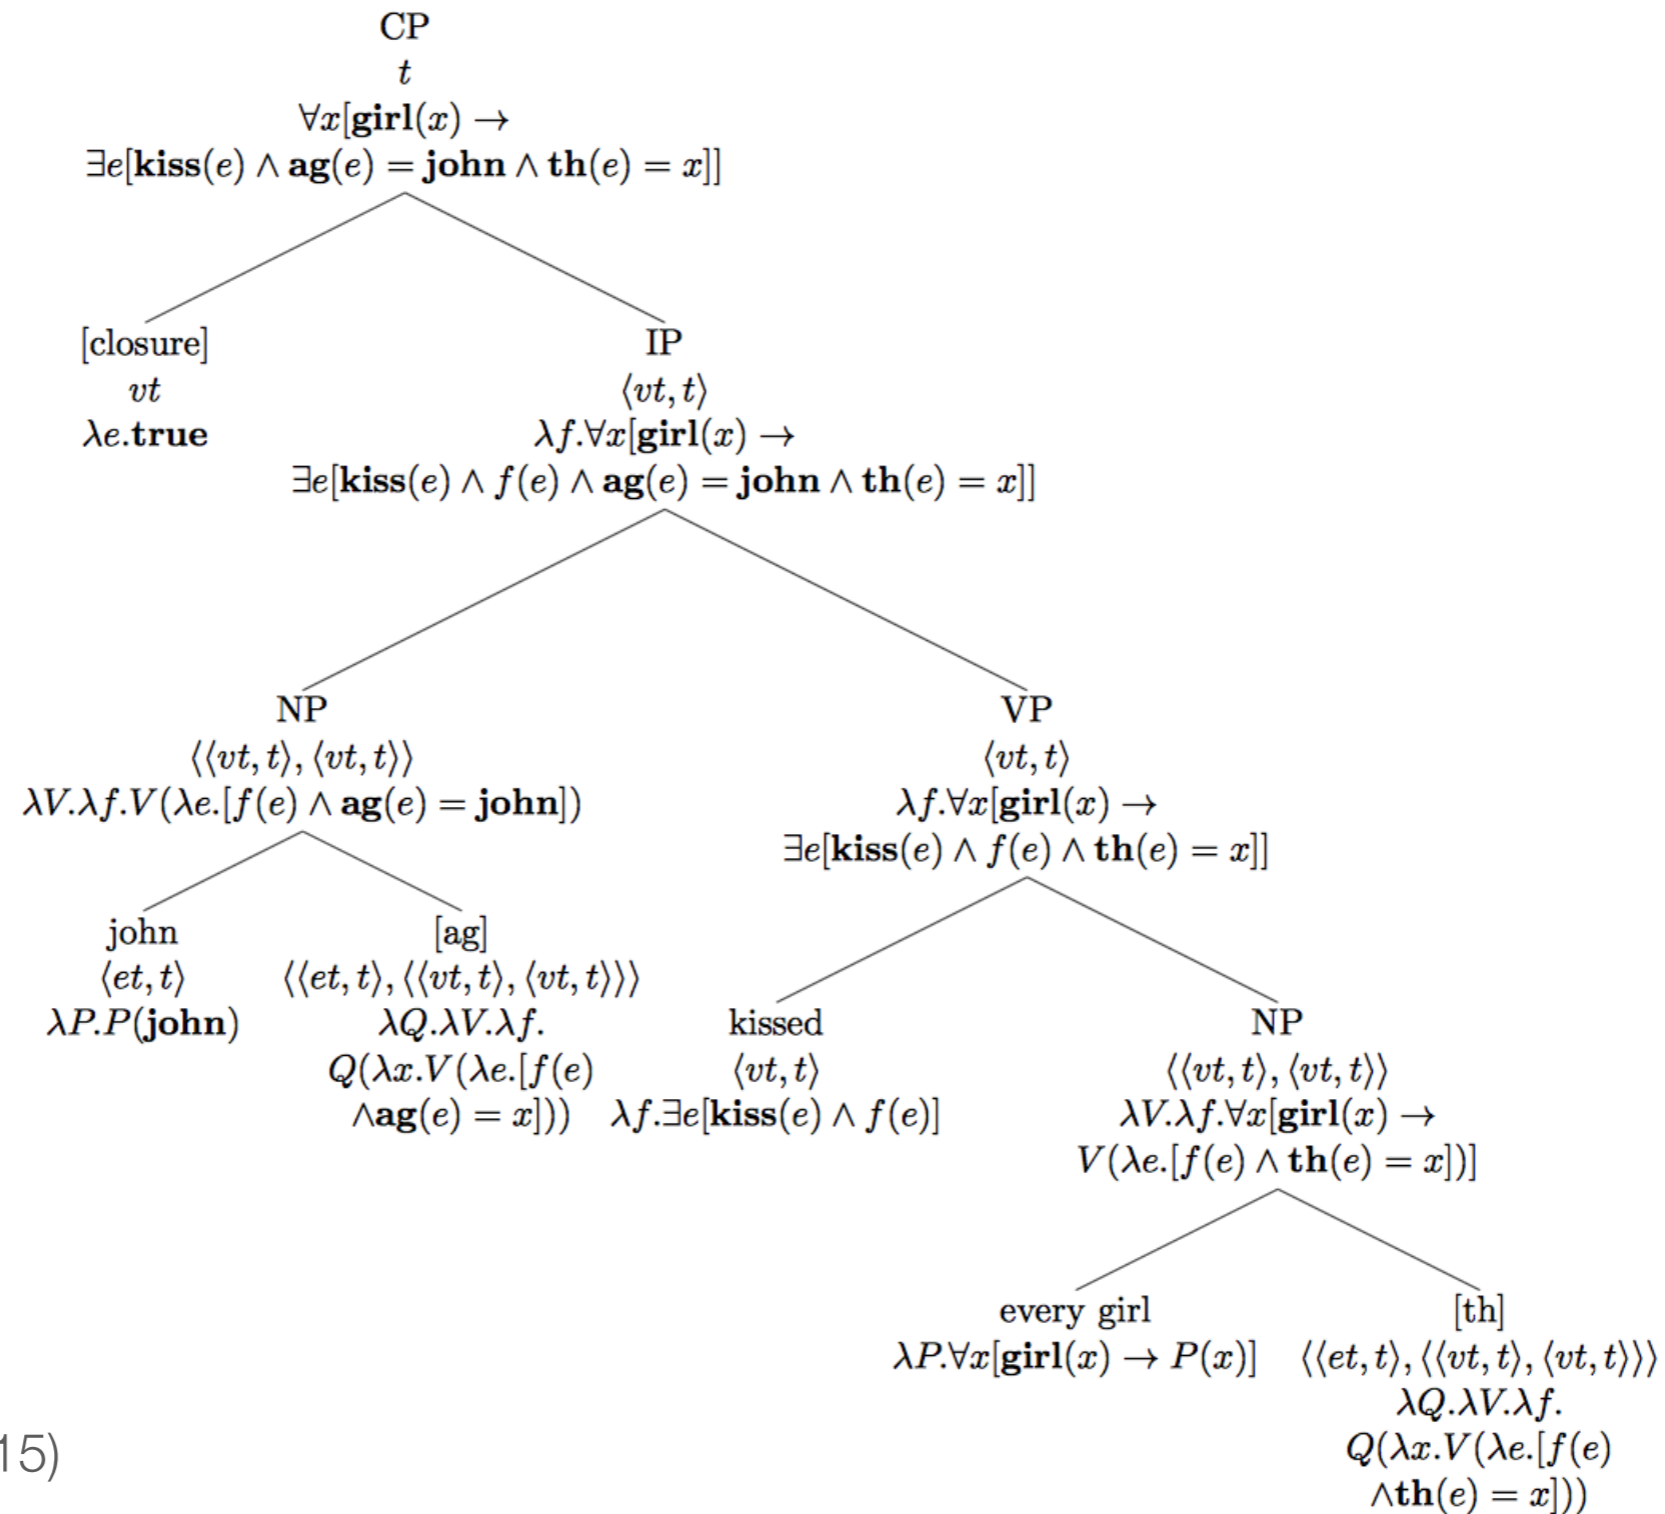 CP
t
∀x[girl(x) →
∃e[kiss(e) ∧ ag(e) = john ∧ th(e) = x]]
[closure]
vt
λe.true
IP
⟨vt, t⟩
λf.∀x[girl(x) →
∃e[kiss(e) ∧ f(e) ∧ ag(e) = john ∧ th(e) = x]]
NP
⟨⟨vt, t⟩, ⟨vt, t⟩⟩
λV.λf.V(λe.[f(e) ∧ ag(e) = john])
VP
⟨vt, t⟩
λf.∀x[girl(x) →
∃e[kiss(e) ∧ f(e) ∧ th(e) = x]]
john
⟨et, t⟩
λP.P(john)
[ag]
⟨⟨et, t⟩, ⟨⟨vt, t⟩, ⟨vt, t⟩⟩⟩
λQ.λV.λf.
Q(λx.V(λe.[f(e)
∧ag(e) = x]))
kissed
⟨vt, t⟩
λf.∃e[kiss(e) ∧ f(e)]
NP
⟨⟨vt, t⟩, ⟨vt, t⟩⟩
λV.λf.∀x[girl(x) →
V(λe.[f(e) ∧ th(e) = x])]
every girl
λP.∀x[girl(x) → P(x)]
[th]
⟨⟨et, t⟩, ⟨⟨vt, t⟩, ⟨vt, t⟩⟩⟩
λQ.λV.λf.
Q(λx.V(λe.[f(e)
∧th(e) = x]))
15)